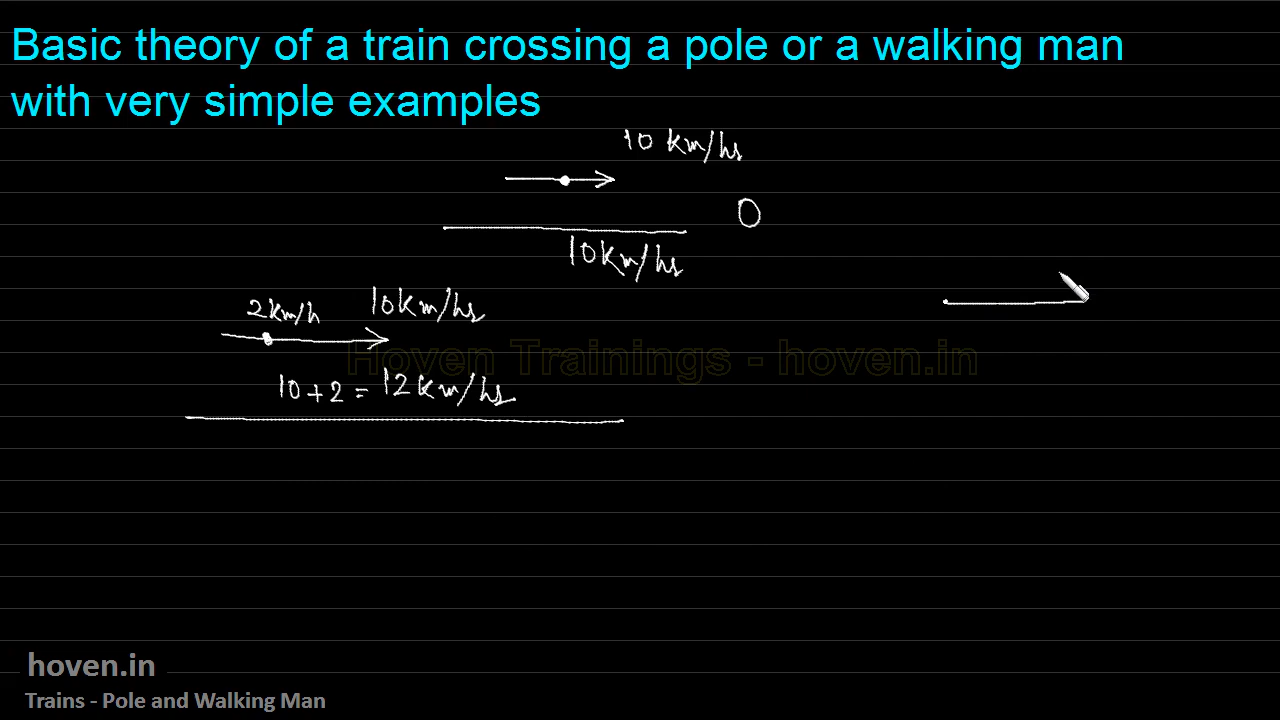 Basic theory of a train crossing a pole or a walking man
with very simple examples
10 km/hr
0
10km/hr
2km/h 10km/hr
Hoven Trainings - hoven.in
10+2 = 12km/hr
hoven.in
Trains - Pole and Walking Man